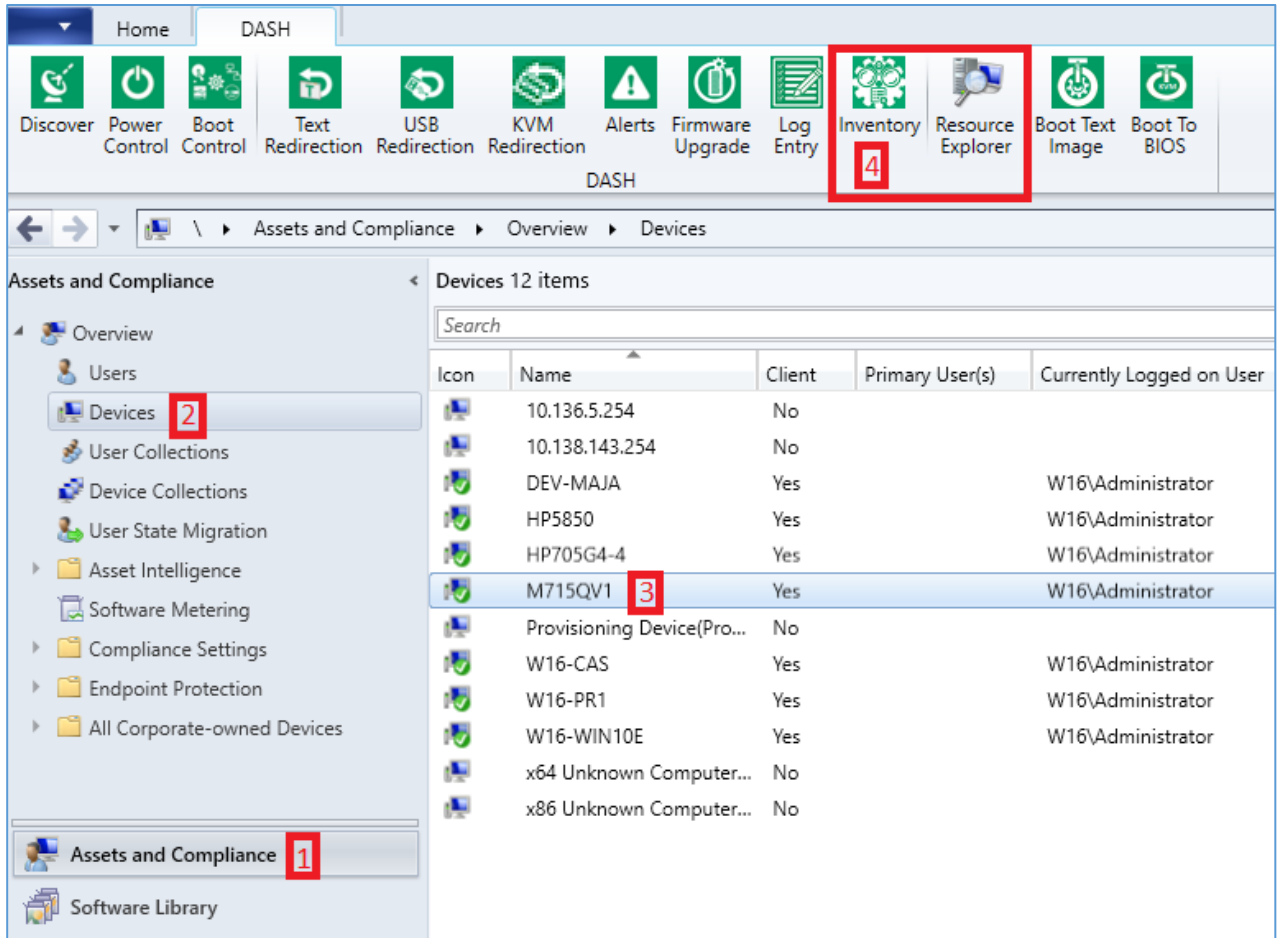 Home DASH
Discover Power Control Boot Control Text Redirection USB Redirection KVM Redirection Alerts Firmware Upgrade Log Entry Inventory Resource Explorer Boot Text Image Boot To BIOS
4
DASH
\ Assets and Compliance Overview Devices
Assets and Compliance
Overview
Users
Devices 2
User Collections
Device Collections
User State Migration
Asset Intelligence
Software Metering
Compliance Settings
Endpoint Protection
All Corporate-owned Devices
Assets and Compliance 1
Software Library
Devices 12 items
Search
Icon Name Client Primary User(s) Currently Logged on User
10.136.5.254 No
10.138.143.254 No
DEV-MAJA Yes W16\Administrator
HP5850 Yes W16\Administrator
HP705G4-4 Yes W16\Administrator
M715QV1 3 Yes W16\Administrator
Provisioning Device(Pro... No
W16-CAS Yes W16\Administrator
W16-PR1 Yes W16\Administrator
W16-WIN10E Yes W16\Administrator
x64 Unknown Computer... No
x86 Unknown Computer... No